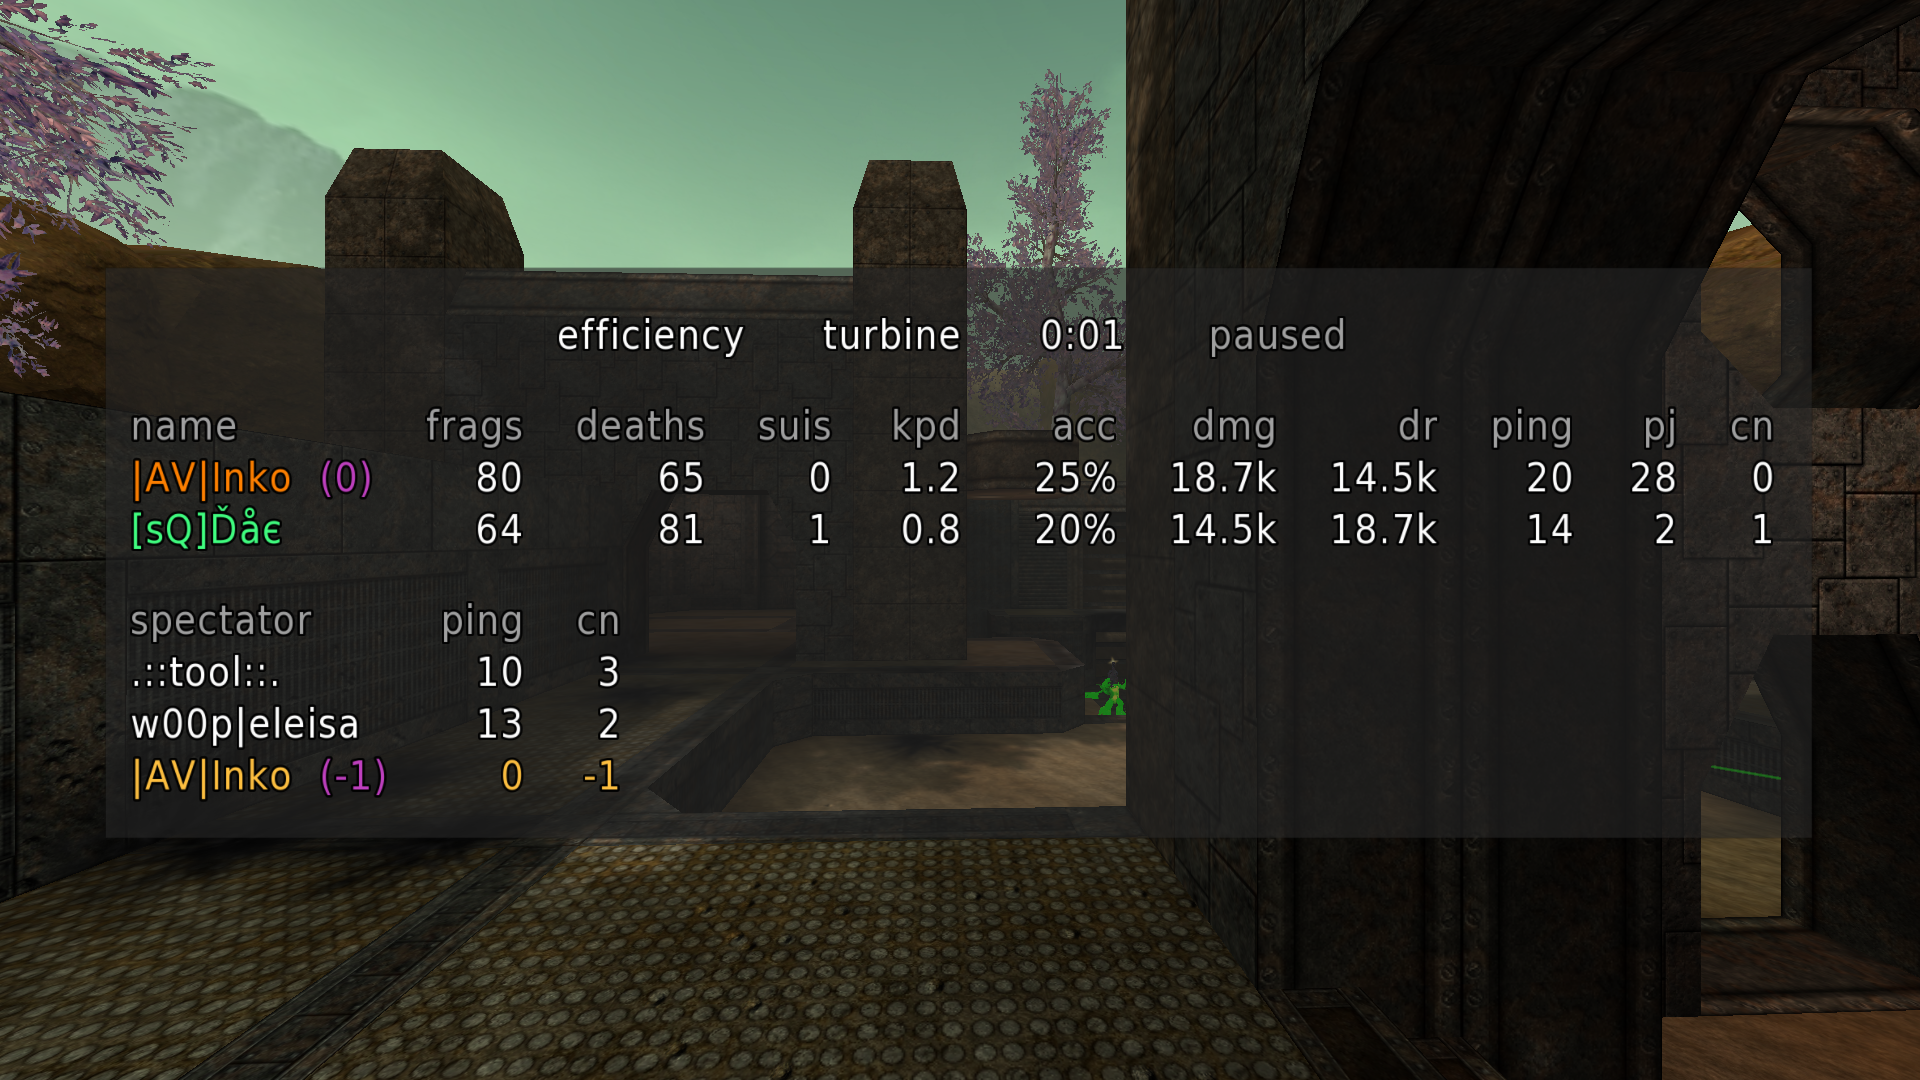 efficiency turbine 0:01 paused
name frags deaths suis kpd acc dmg dr ping pj cn
|AV|Inko (0) 80 65 0 1.2 25% 18.7k 14.5k 20 28 0
[sQ]Ďåє 64 81 1 0.8 20% 14.5k 18.7k 14 2 1
spectator ping cn
.::tool::. 10 3
w00p|eleisa 13 2
|AV|Inko (-1) 0 -1